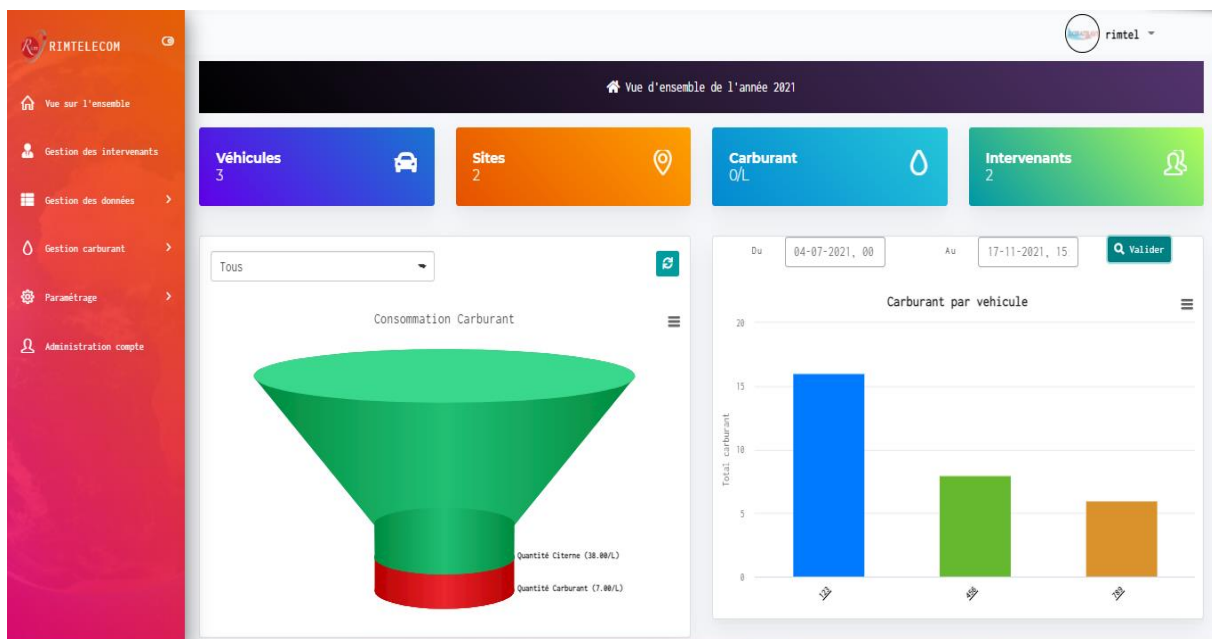 RIMTELECOM
rimtel
Vue sur l'ensemble
Gestion des intervenants
Gestion des données
Gestion carburant
Paramétrage
Administration compte
Vue d'ensemble de l'année 2021
Véhicules
3
Sites
2
Carburant
0/L
Intervenants
2
Tous
Consommation Carburant
Quantité Citerne (38.00/L)
Quantité Carburant (7.00/L)
Du
04-07-2021, 00
Au
17-11-2021, 15
Valider
Carburant par vehicule
Total carburant
20
15
10
5
0
123
456